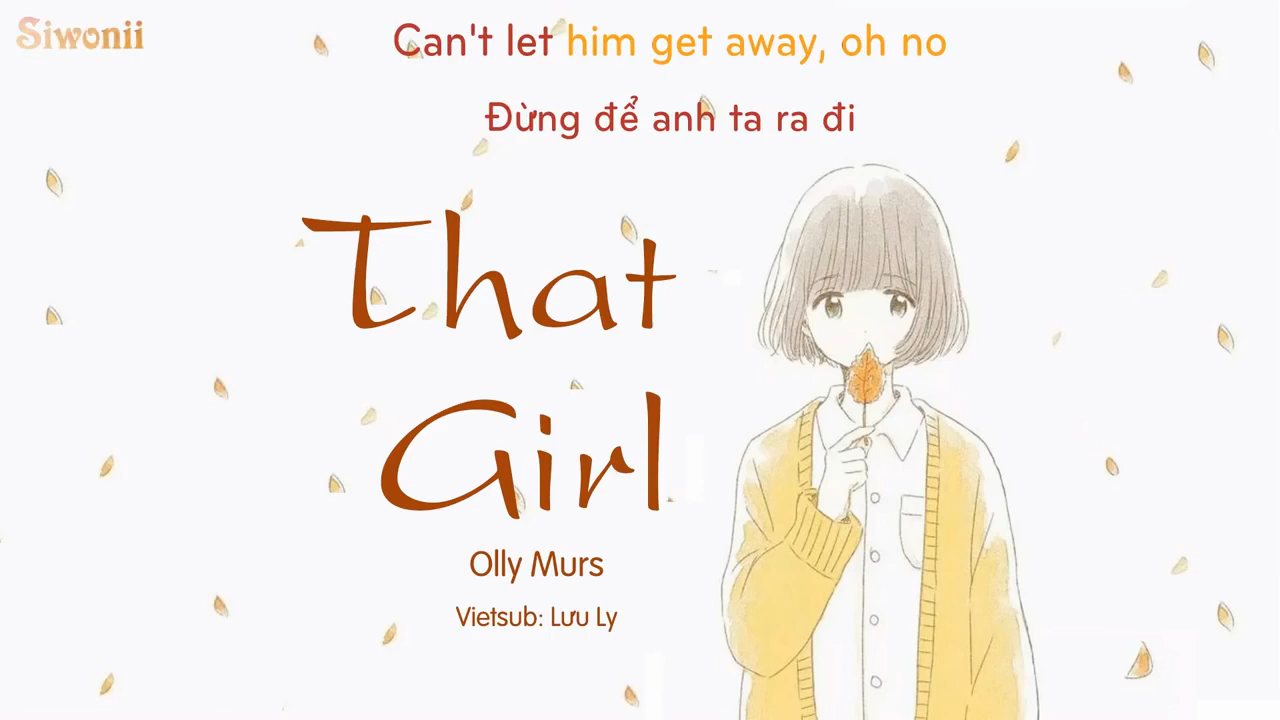 Siwonii
Can't let him get away, oh no
Đừng để anh ta ra đi
That
Girl
Olly Murs
Vietsub: Lưu Ly